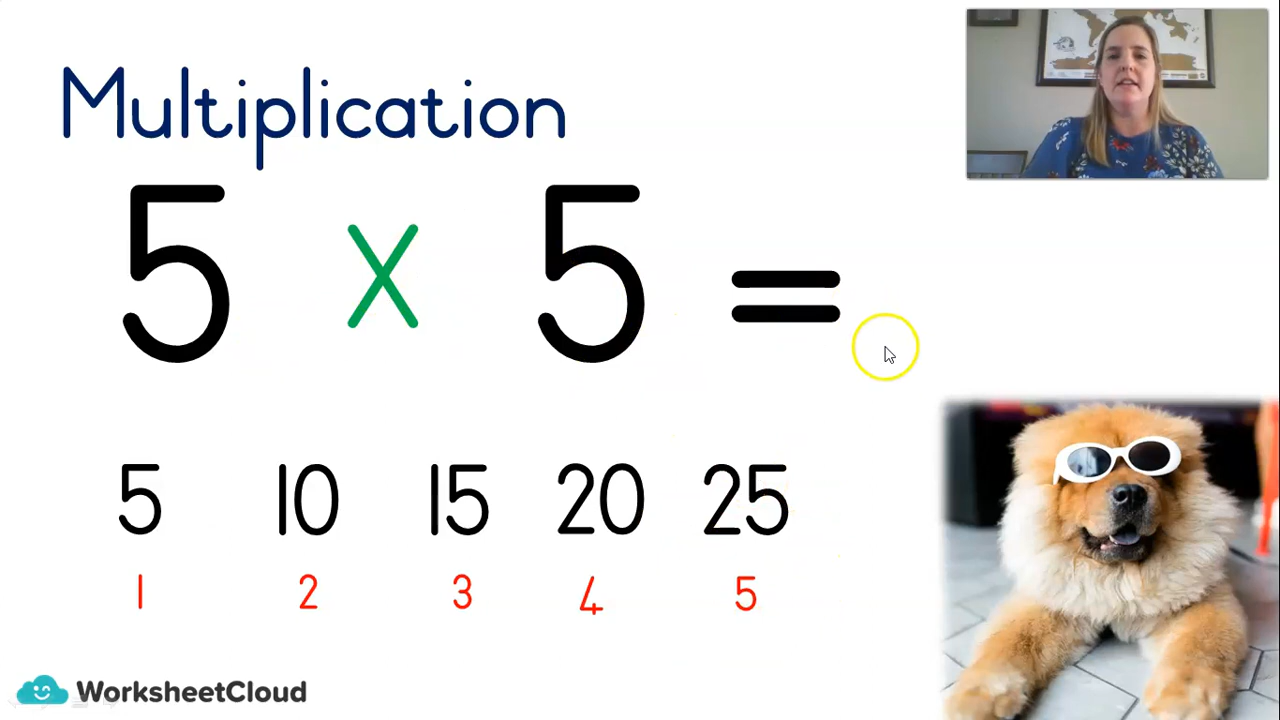 Multiplication
5 x 5 =
5 10 15 20 25
1 2 3 4 5
WorksheetCloud